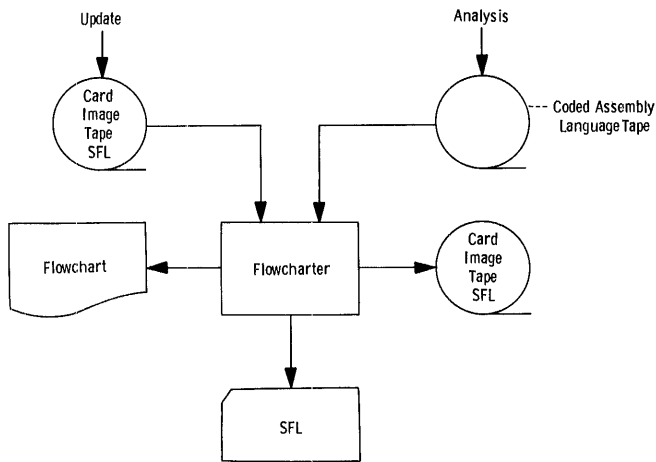 Update
Analysis
Card
Image
Tape
SFL
Coded Assembly
Language Tape
Flowchart
Flowcharter
Card
Image
Tape
SFL
SFL